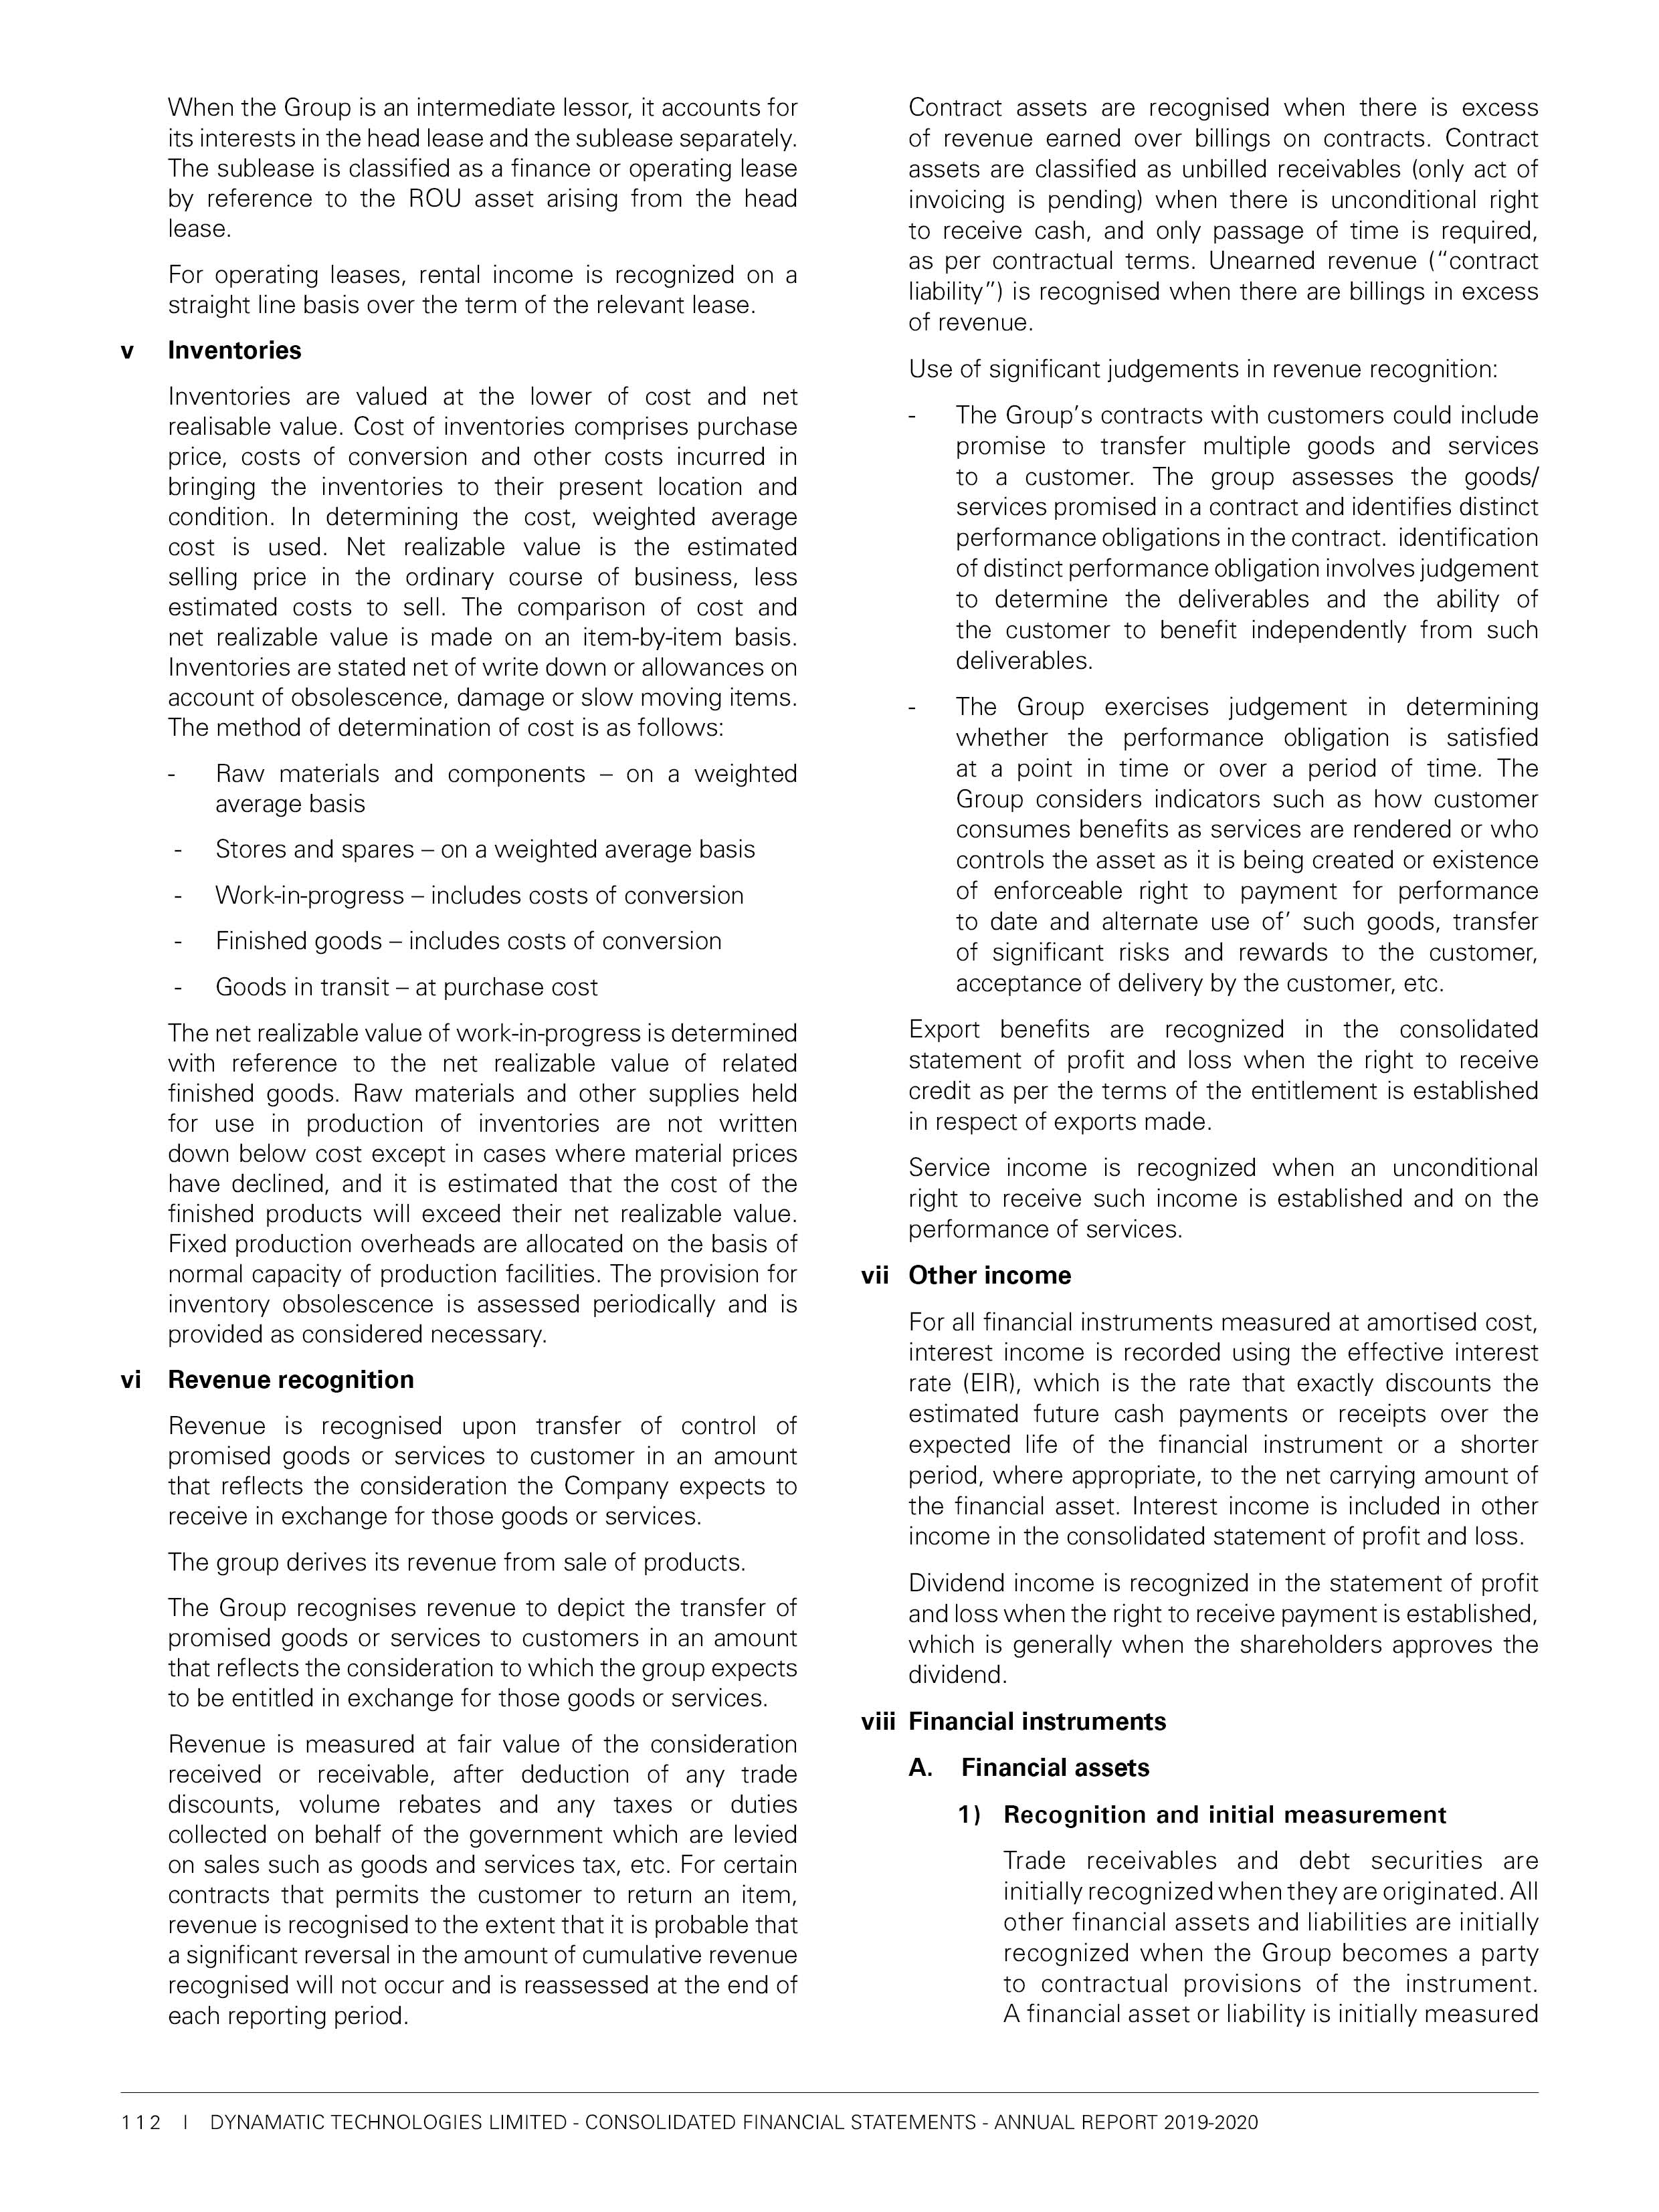 When the Group is an intermediate lessor, it accounts for
its interests in the head lease and the sublease separately.
The sublease is classified as a finance or operating lease
by reference to the ROU asset arising from the head
lease.
For operating leases, rental income is recognized on a
straight line basis over the term of the relevant lease.
v Inventories
Inventories are valued at the lower of cost and net
realisable value. Cost of inventories comprises purchase
price, costs of conversion and other costs incurred in
bringing the inventories to their present location and
condition. In determining the cost, weighted average
cost is used. Net realizable value is the estimated
selling price in the ordinary course of business, less
estimated costs to sell. The comparison of cost and
net realizable value is made on an item-by-item basis.
Inventories are stated net of write down or allowances on
account of obsolescence, damage or slow moving items.
The method of determination of cost is as follows:
- Raw materials and components – on a weighted
average basis
- Stores and spares – on a weighted average basis
- Work-in-progress – includes costs of conversion
- Finished goods – includes costs of conversion
- Goods in transit – at purchase cost
The net realizable value of work-in-progress is determined
with reference to the net realizable value of related
finished goods. Raw materials and other supplies held
for use in production of inventories are not written
down below cost except in cases where material prices
have declined, and it is estimated that the cost of the
finished products will exceed their net realizable value.
Fixed production overheads are allocated on the basis of
normal capacity of production facilities. The provision for
inventory obsolescence is assessed periodically and is
provided as considered necessary.
vi Revenue recognition
Revenue is recognised upon transfer of control of
promised goods or services to customer in an amount
that reflects the consideration the Company expects to
receive in exchange for those goods or services.
The group derives its revenue from sale of products.
The Group recognises revenue to depict the transfer of
promised goods or services to customers in an amount
that reflects the consideration to which the group expects
to be entitled in exchange for those goods or services.
Revenue is measured at fair value of the consideration
received or receivable, after deduction of any trade
discounts, volume rebates and any taxes or duties
collected on behalf of the government which are levied
on sales such as goods and services tax, etc. For certain
contracts that permits the customer to return an item,
revenue is recognised to the extent that it is probable that
a significant reversal in the amount of cumulative revenue
recognised will not occur and is reassessed at the end of
each reporting period.
Contract assets are recognised when there is excess
of revenue earned over billings on contracts. Contract
assets are classified as unbilled receivables (only act of
invoicing is pending) when there is unconditional right
to receive cash, and only passage of time is required,
as per contractual terms. Unearned revenue (“contract
liability”) is recognised when there are billings in excess
of revenue.
Use of significant judgements in revenue recognition:
- The Group’s contracts with customers could include
promise to transfer multiple goods and services
to a customer. The group assesses the goods/
services promised in a contract and identifies distinct
performance obligations in the contract. identification
of distinct performance obligation involves judgement
to determine the deliverables and the ability of
the customer to benefit independently from such
deliverables.
- The Group exercises judgement in determining
whether the performance obligation is satisfied
at a point in time or over a period of time. The
Group considers indicators such as how customer
consumes benefits as services are rendered or who
controls the asset as it is being created or existence
of enforceable right to payment for performance
to date and alternate use of’ such goods, transfer
of significant risks and rewards to the customer,
acceptance of delivery by the customer, etc.
Export benefits are recognized in the consolidated
statement of profit and loss when the right to receive
credit as per the terms of the entitlement is established
in respect of exports made.
Service income is recognized when an unconditional
right to receive such income is established and on the
performance of services.
vii Other income
For all financial instruments measured at amortised cost,
interest income is recorded using the effective interest
rate (EIR), which is the rate that exactly discounts the
estimated future cash payments or receipts over the
expected life of the financial instrument or a shorter
period, where appropriate, to the net carrying amount of
the financial asset. Interest income is included in other
income in the consolidated statement of profit and loss.
Dividend income is recognized in the statement of profit
and loss when the right to receive payment is established,
which is generally when the shareholders approves the
dividend.
viii Financial instruments
A. Financial assets
1) Recognition and initial measurement
Trade receivables and debt securities are
initially recognized when they are originated. All
other financial assets and liabilities are initially
recognized when the Group becomes a party
to contractual provisions of the instrument.
A financial asset or liability is initially measured
112 I DYNAMATIC TECHNOLOGIES LIMITED - CONSOLIDATED FINANCIAL STATEMENTS - ANNUAL REPORT 2019-2020